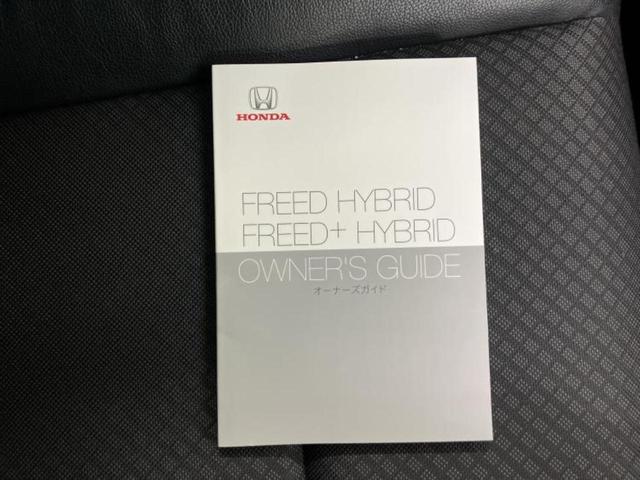 HONDA
FREED HYBRID
FREED+ HYBRID
OWNER'S GUIDE
オーナーズガイド